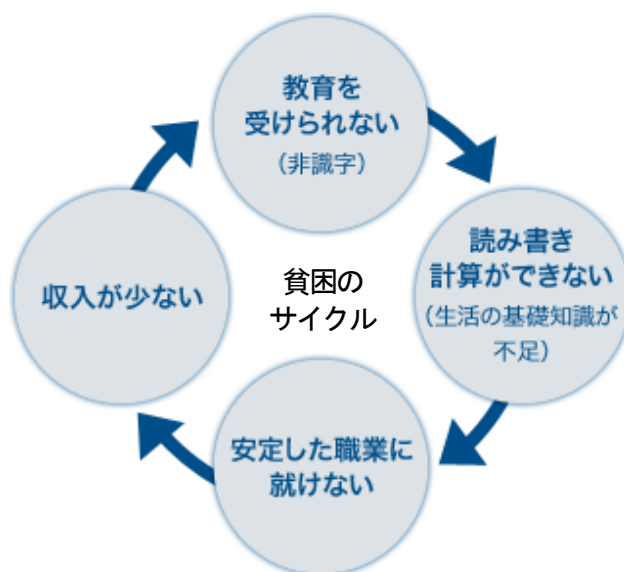 教育を
受けられない
（非識字）
読み書き
計算ができない
（生活の基礎知識が
不足）
安定した職業に
就けない
収入が少ない
貧困の
サイクル